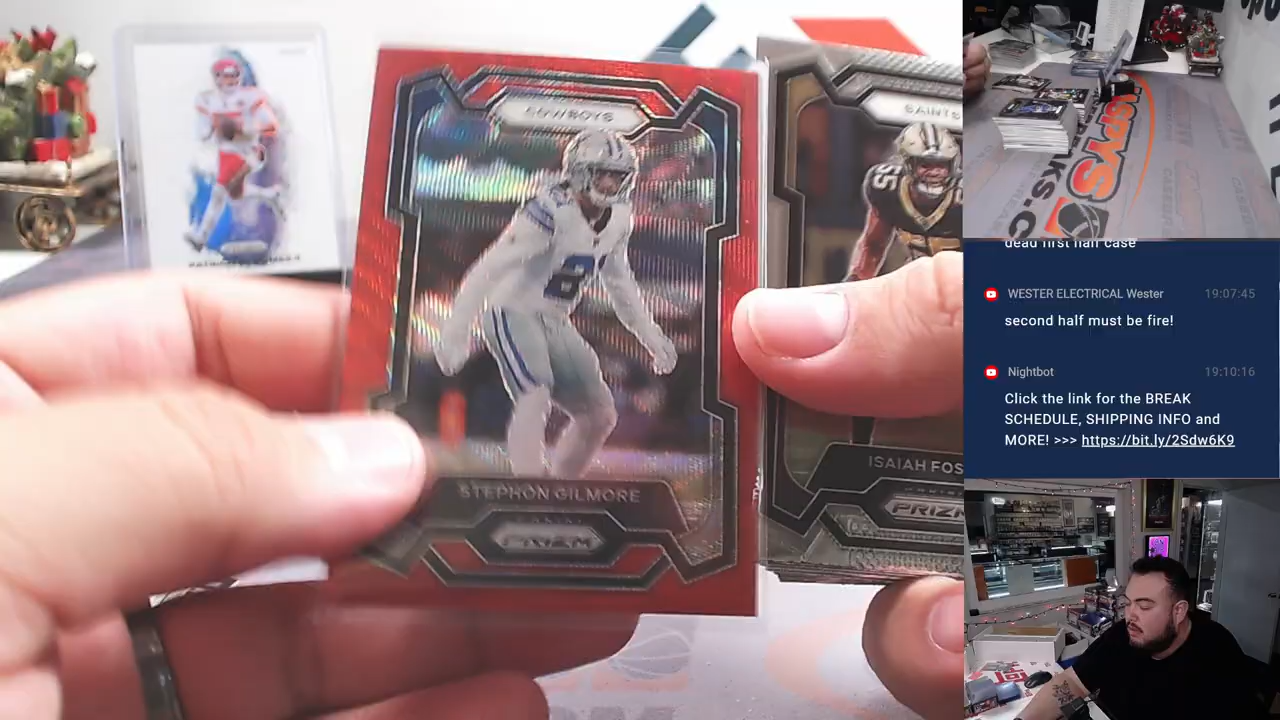 COWBOYS
STEPHON GILMORE
PRIZM
SAINTS
55
ISAIAH FOS
PRIZM
dead first half case
WESTER ELECTRICAL Wester 19:07:45
second half must be fire!
Nightbot 19:10:16
Click the link for the BREAK
SCHEDULE, SHIPPING INFO and
MORE! >>> https://bit.ly/2Sdw6K9